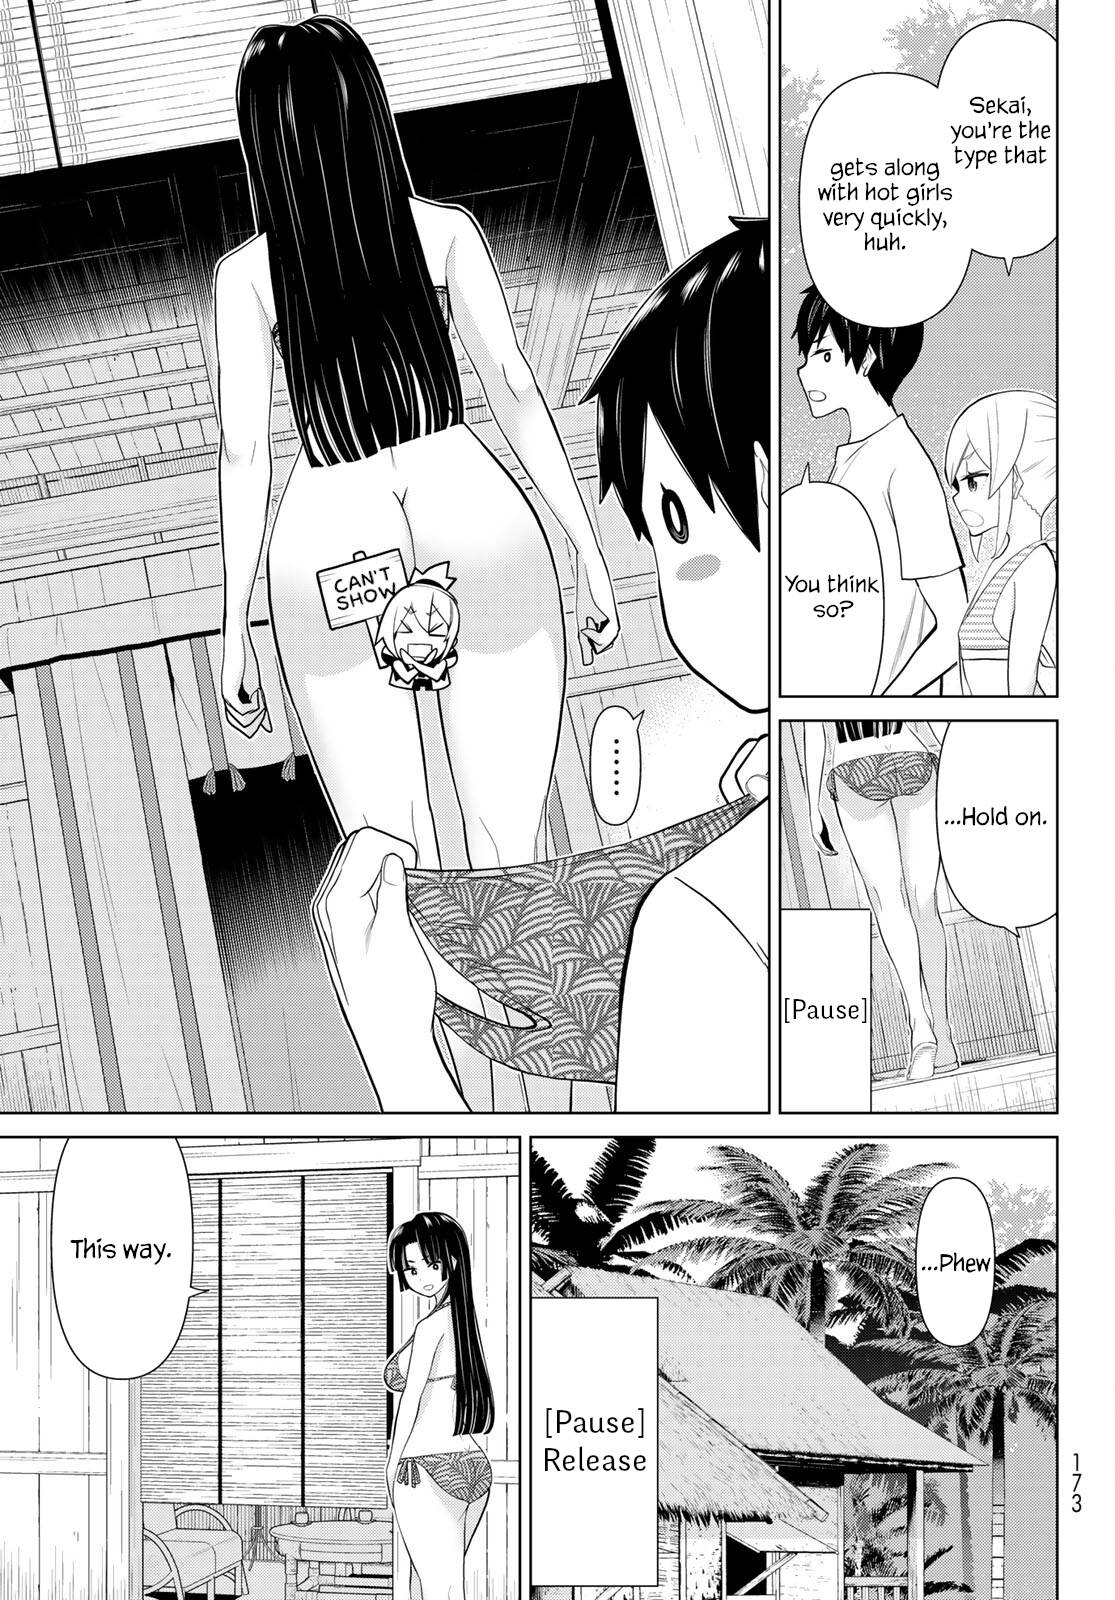 Sekai,
you're the
type that
gets along
with hot girls
very quickly,
huh.
You think
so?
...Hold on.
[Pause]
CAN'T
SHOW
......
...Phew
[Pause]
Release
This way.
173